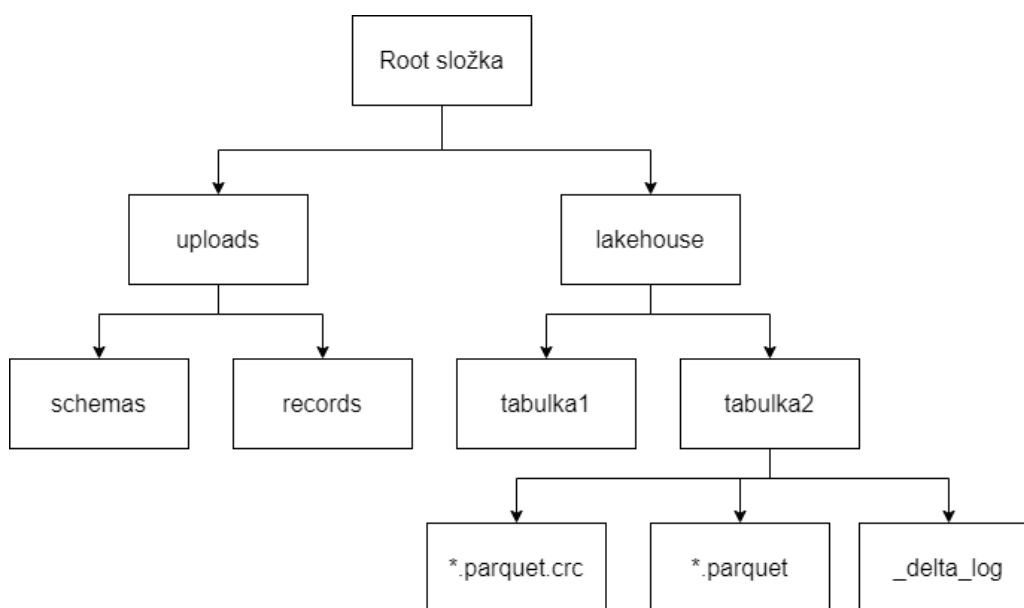 Root složka
uploads
lakehouse
schemas
records
tabulka1
tabulka2
*.parquet.crc
*.parquet
_delta_log